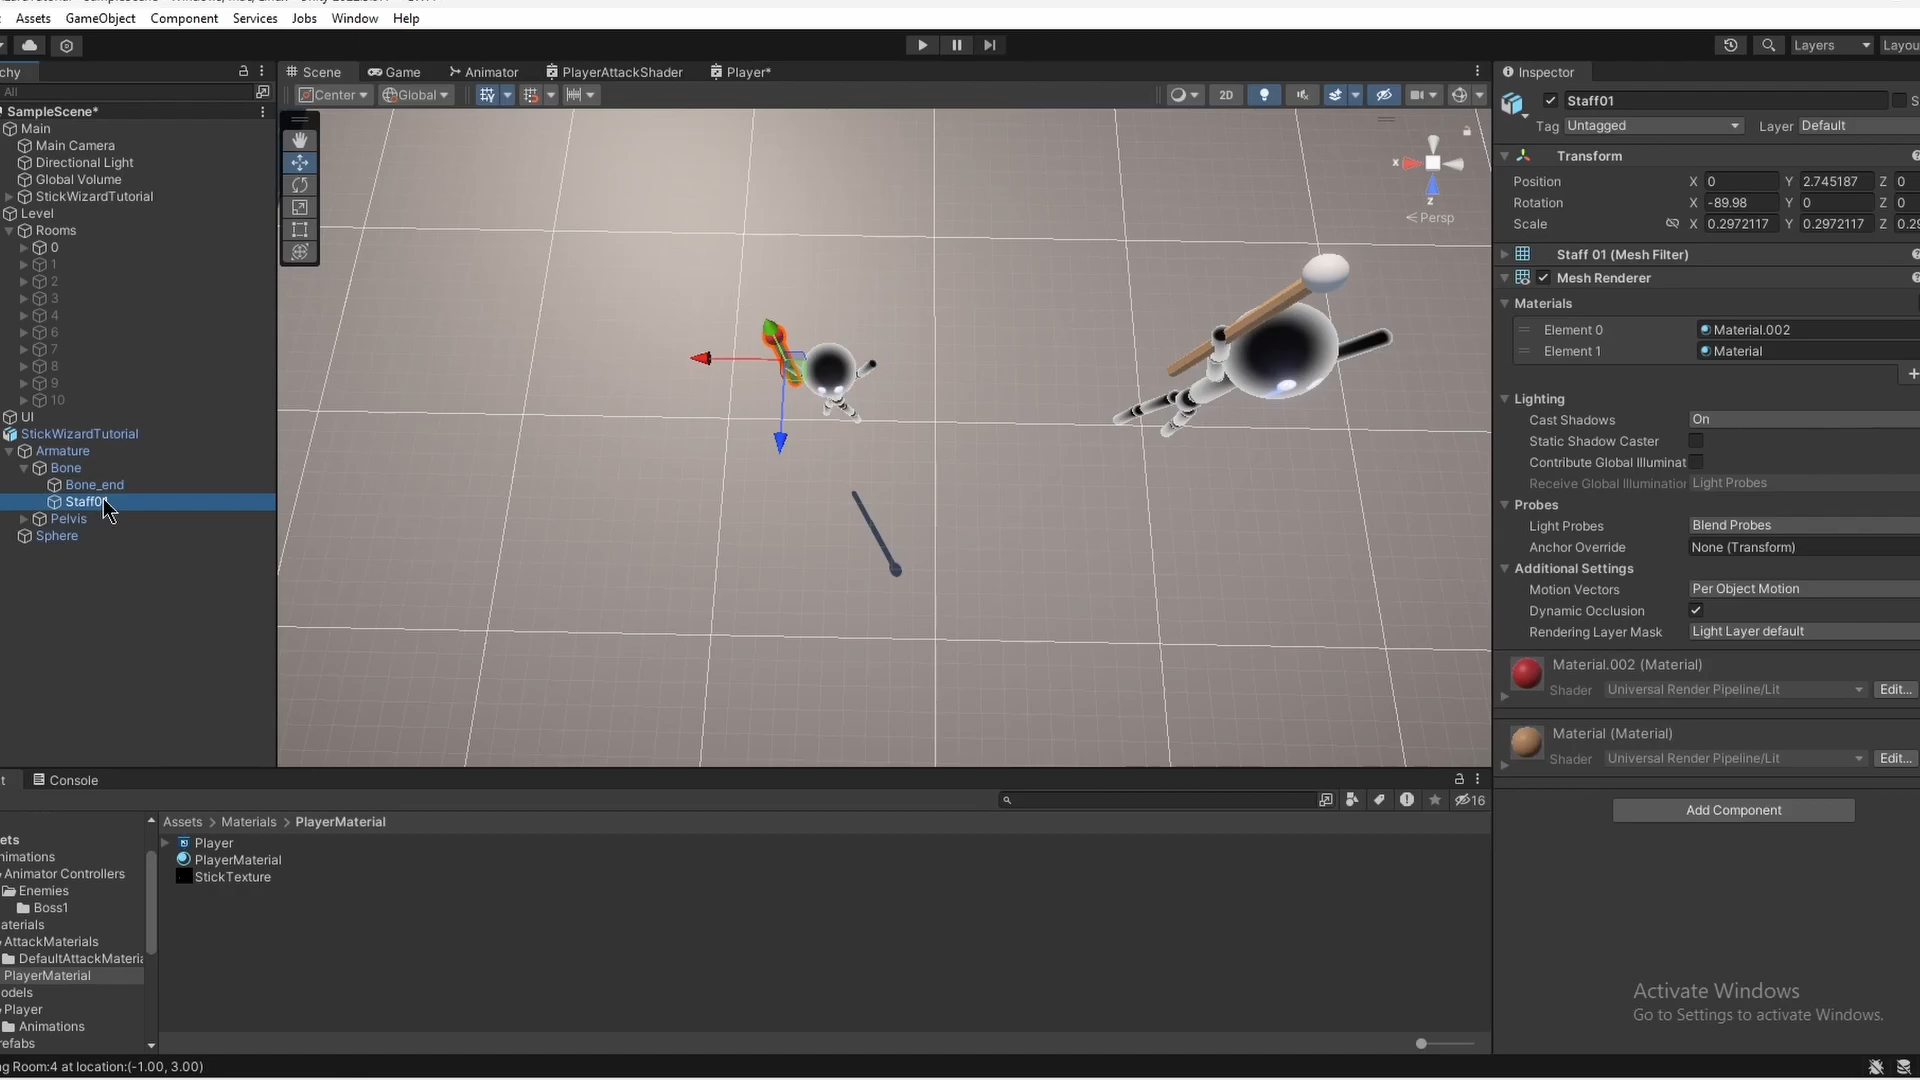 Assets GameObject Component Services Jobs Window Help
Layers
Layou
chy
Scene Game Animator PlayerAttackShader Player*
Inspector
All
Center Global
2D
Staff01
S
Tag Untagged Layer Default
SampleScene*
Main
Main Camera
Directional Light
Global Volume
StickWizardTutorial
Level
Rooms
0
1
2
3
4
6
7
8
9
10
UI
StickWizardTutorial
Armature
Bone
Bone_end
Staff0
Pelvis
Sphere
x
z
Persp
Transform
Position X 0 Y 2.745187 Z 0
Rotation X -89.98 Y 0 Z 0
Scale X 0.2972117 Y 0.2972117 Z 0.29
Staff 01 (Mesh Filter)
Mesh Renderer
Materials
Element 0 Material.002
Element 1 Material
+
Lighting
Cast Shadows On
Static Shadow Caster
Contribute Global Illuminat
Receive Global Illumination Light Probes
Probes
Light Probes Blend Probes
Anchor Override None (Transform)
Additional Settings
Motion Vectors Per Object Motion
Dynamic Occlusion
Rendering Layer Mask Light Layer default
Material.002 (Material)
Shader Universal Render Pipeline/Lit Edit...
Material (Material)
Shader Universal Render Pipeline/Lit Edit...
Add Component
t Console
16
Assets > Materials > PlayerMaterial
Player
PlayerMaterial
StickTexture
ets
nimations
Animator Controllers
Enemies
Boss1
aterials
AttackMaterials
DefaultAttackMateria
PlayerMaterial
odels
Player
Animations
refabs
Activate Windows
Go to Settings to activate Windows.
ng Room:4 at location:(-1.00, 3.00)